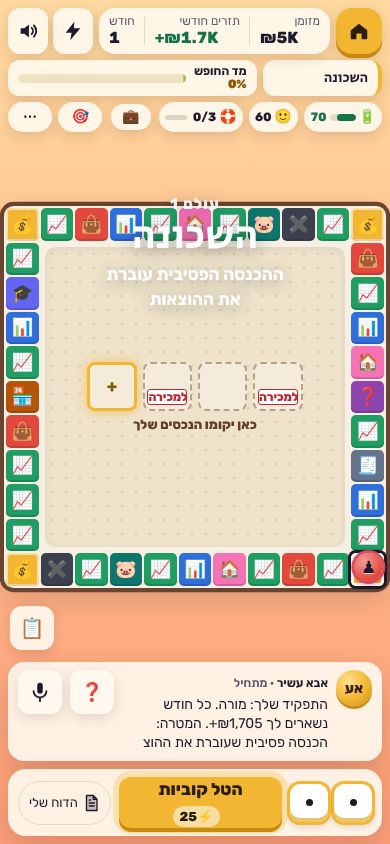 מזומן
₪5K
תזרים חודשי
+₪1.7K
חודש
1
השכונה
מד החופש
0%
70
60
0/3
...
עולם 1
השכונה
ההכנסה הפסיבית עוברת
את ההוצאות
+
למכירה
למכירה
כאן יקומו הנכסים שלך
אע
אבא עשיר • מתחיל
התפקיד שלך: מורה. כל חודש
נשארים לך ₪1,705+. המטרה:
הכנסה פסיבית שעוברת את ההוצ
הטל קוביות
25
הדוח שלי